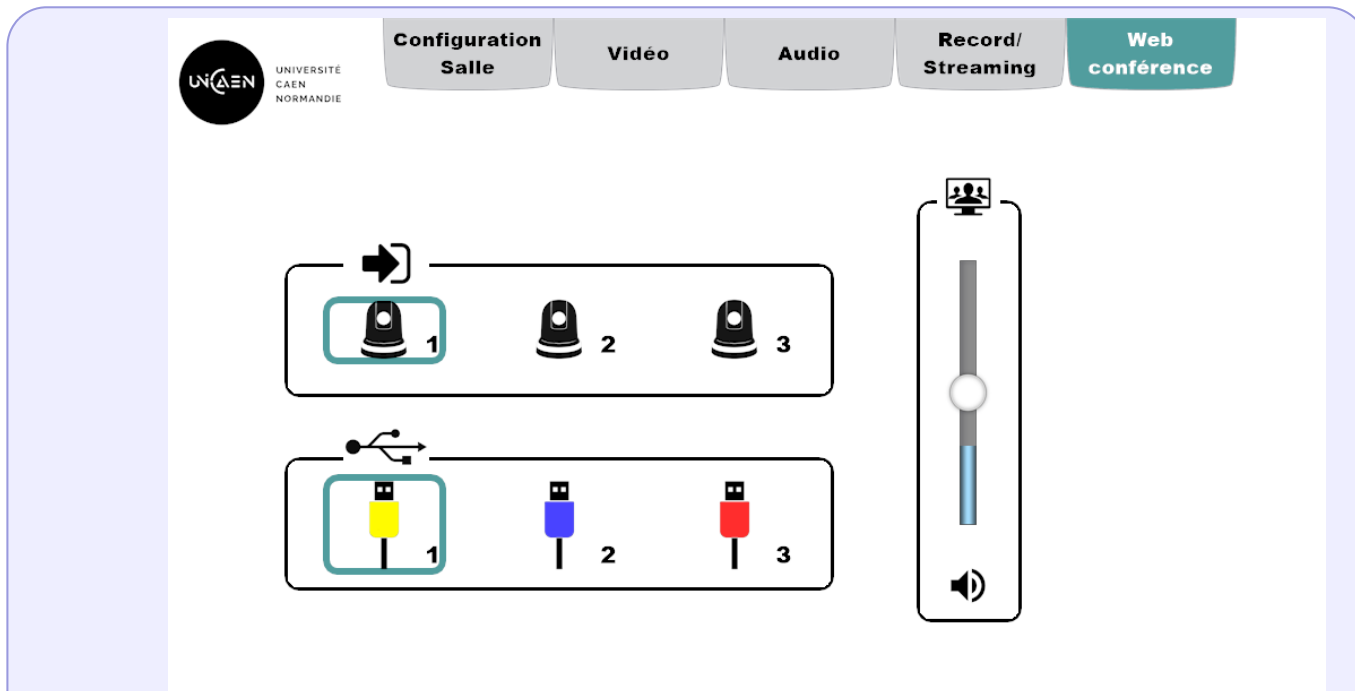 UNICAEN
UNIVERSITÉ
CAEN
NORMANDIE
Configuration
Salle
Vidéo
Audio
Record/
Streaming
Web
conférence
1
2
3
1
2
3